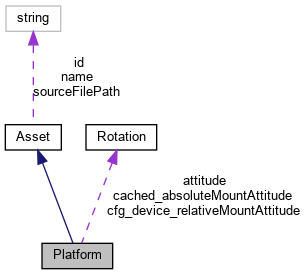 string
id
name
sourceFilePath
Asset
Rotation
attitude
cached_absoluteMountAttitude
cfg_device_relativeMountAttitude
Platform